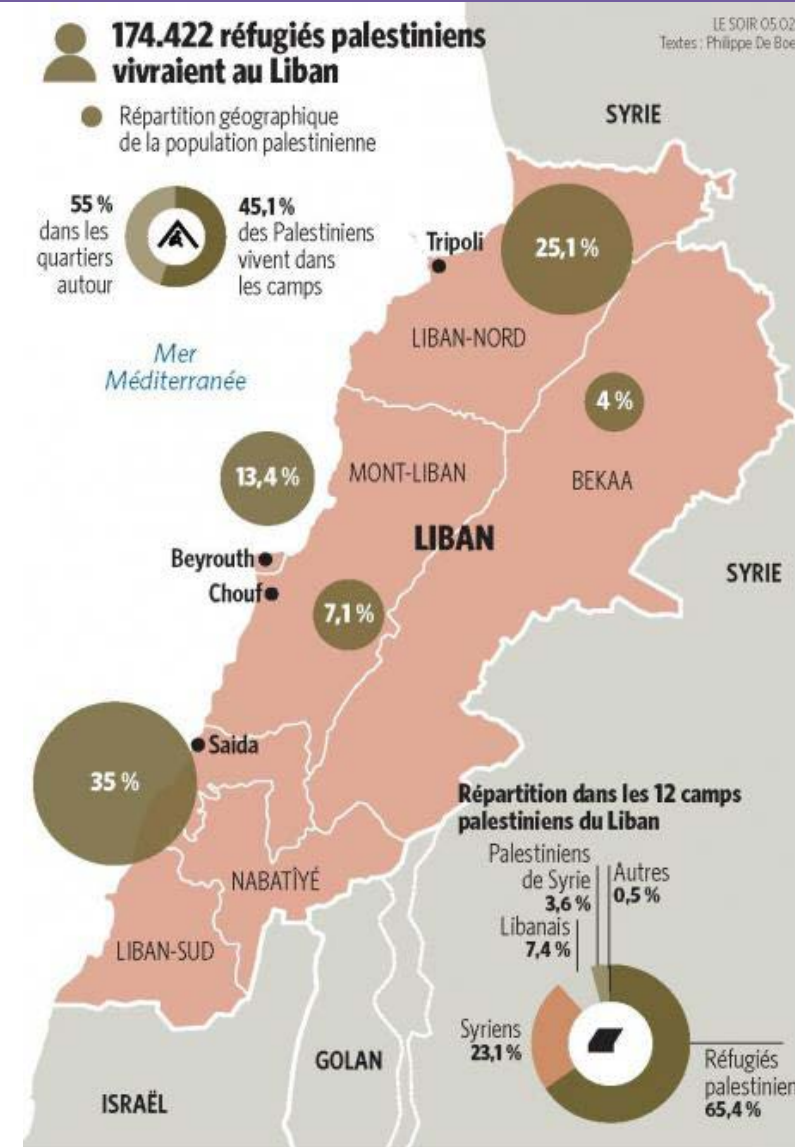 174.422 réfugiés palestiniens
vivraient au Liban
LE SOIR 05.02
Textes : Philippe De Boe
Répartition géographique
de la population palestinienne
55 %
dans les
quartiers
autour
45,1 %
des Palestiniens
vivent dans
les camps
SYRIE
Tripoli
25,1 %
LIBAN-NORD
Mer
Méditerranée
4 %
13,4 %
MONT-LIBAN
BEKAA
LIBAN
Beyrouth
SYRIE
Chouf
7,1 %
Saida
35 %
NABATÎYÉ
LIBAN-SUD
Répartition dans les 12 camps
palestiniens du Liban
Palestiniens
de Syrie
3,6 %
Autres
0,5 %
Libanais
7,4 %
Syriens
23,1 %
Réfugiés
palestinien
65,4 %
GOLAN
ISRAËL